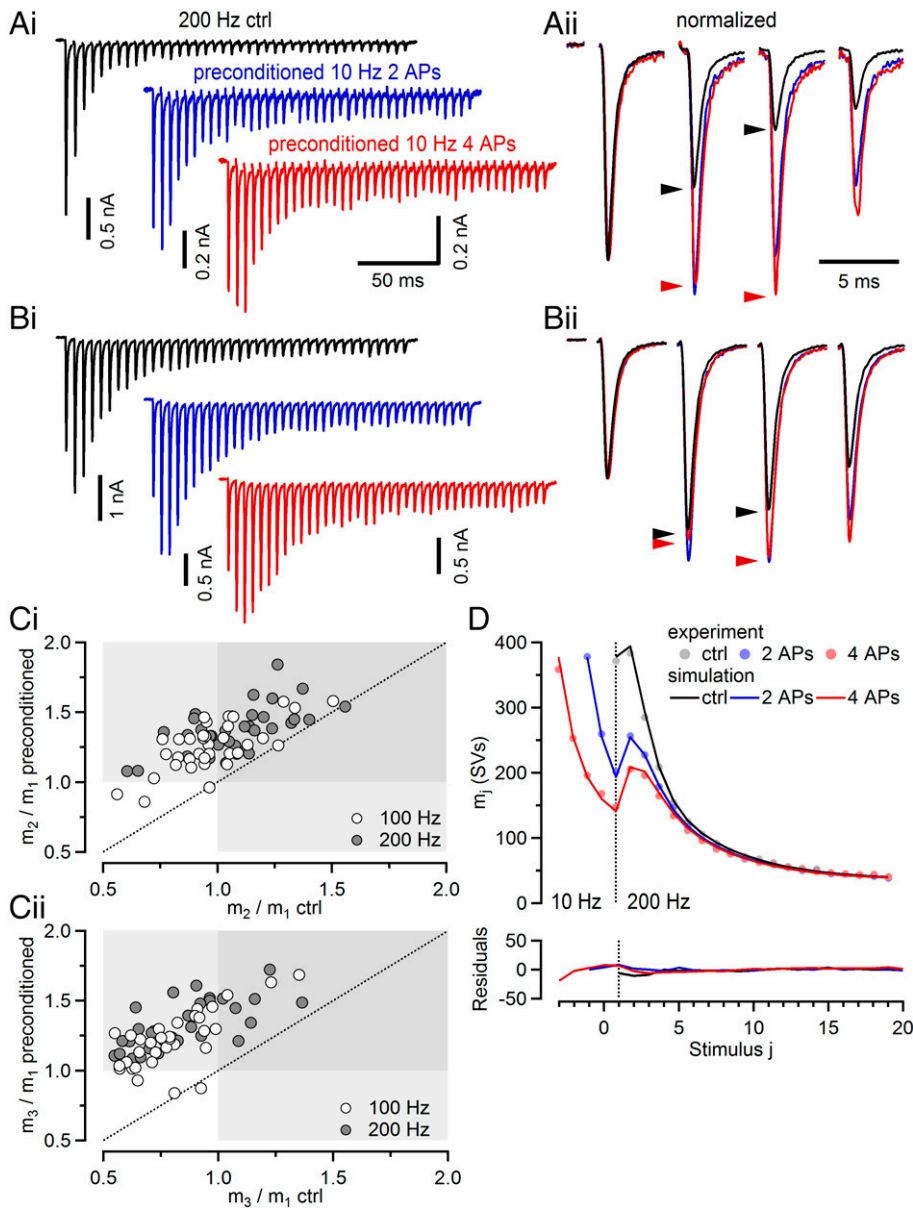 Ai
200 Hz ctrl
preconditioned 10 Hz 2 APs
preconditioned 10 Hz 4 APs
0.5 nA
0.2 nA
50 ms
0.2 nA
Aii
normalized
5 ms
Bi
1 nA
0.5 nA
0.5 nA
Bii
Ci
m2 / m1 preconditioned
2.0
1.5
1.0
0.5
100 Hz
200 Hz
0.5 1.0 1.5 2.0
m2 / m1 ctrl
Cii
m3 / m1 preconditioned
2.0
1.5
1.0
0.5
100 Hz
200 Hz
0.5 1.0 1.5 2.0
m3 / m1 ctrl
D
mj (SVs)
400
300
200
100
0
experiment
ctrl 2 APs 4 APs
simulation
ctrl 2 APs 4 APs
10 Hz 200 Hz
Residuals
50
0
-50
0 5 10 15 20
Stimulus j